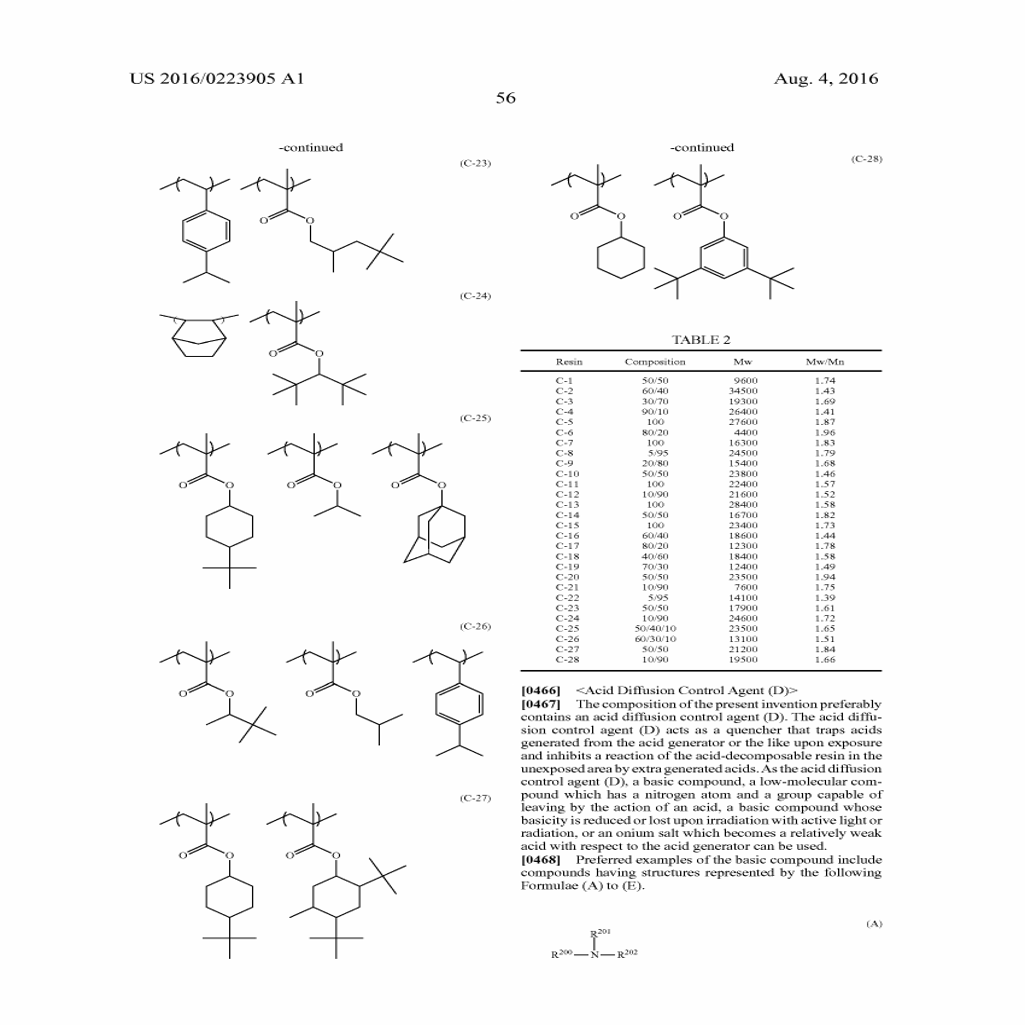 US 2016/0223905 A1
Aug. 4, 2016
56
-continued
(C-23)
O
O
(C-24)
O
O
(C-25)
O
O
O
O
O
O
(C-26)
O
O
O
O
(C-27)
O
O
O
O
-continued
(C-28)
O
O
O
O
TABLE 2
Resin Composition Mw Mw/Mn
C-1 50/50 9600 1.74
C-2 60/40 34500 1.43
C-3 30/70 19300 1.69
C-4 90/10 26400 1.41
C-5 100 27600 1.87
C-6 80/20 4400 1.96
C-7 100 16300 1.83
C-8 5/95 24500 1.79
C-9 20/80 15400 1.68
C-10 50/50 23800 1.46
C-11 100 22400 1.57
C-12 10/90 21600 1.52
C-13 100 28400 1.58
C-14 50/50 16700 1.82
C-15 100 23400 1.73
C-16 60/40 18600 1.44
C-17 80/20 12300 1.78
C-18 40/60 18400 1.58
C-19 70/30 12400 1.49
C-20 50/50 23500 1.94
C-21 10/90 7600 1.75
C-22 5/95 14100 1.39
C-23 50/50 17900 1.61
C-24 10/90 24600 1.72
C-25 50/40/10 23500 1.65
C-26 60/30/10 13100 1.51
C-27 50/50 21200 1.84
C-28 10/90 19500 1.66
[0466] <Acid Diffusion Control Agent (D)>
[0467] The composition of the present invention preferably
contains an acid diffusion control agent (D). The acid diffu-
sion control agent (D) acts as a quencher that traps acids
generated from the acid generator or the like upon exposure
and inhibits a reaction of the acid-decomposable resin in the
unexposed area by extra generated acids. As the acid diffusion
control agent (D), a basic compound, a low-molecular com-
pound which has a nitrogen atom and a group capable of
leaving by the action of an acid, a basic compound whose
basicity is reduced or lost upon irradiation with active light or
radiation, or an onium salt which becomes a relatively weak
acid with respect to the acid generator can be used.
[0468] Preferred examples of the basic compound include
compounds having structures represented by the following
Formulae (A) to (E).
(A)
R201
R200—N—R202